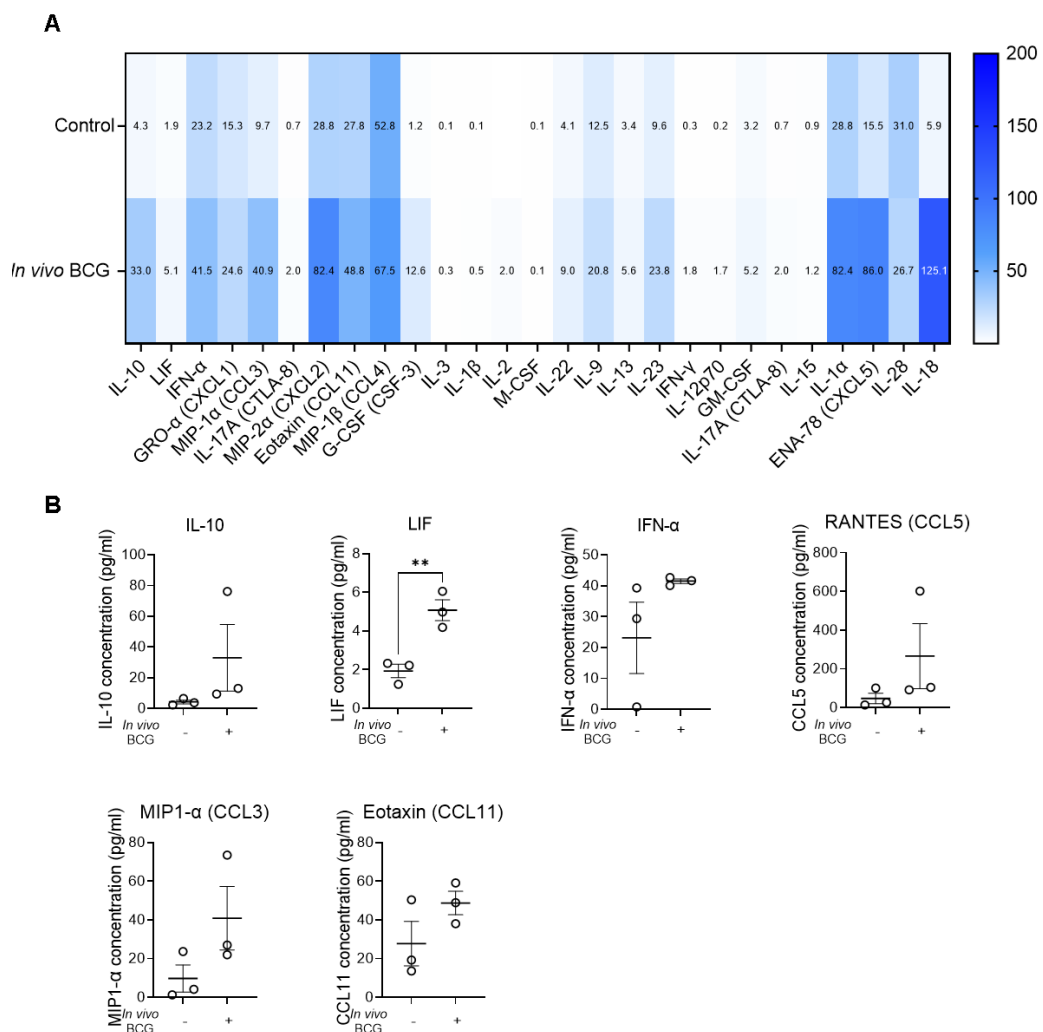 A
Control
4.3 1.9 23.2 15.3 9.7 0.7 28.8 27.8 52.8 1.2 0.1 0.1 0.1 4.1 12.5 3.4 9.6 0.3 0.2 3.2 0.7 0.9 28.8 15.5 31.0 5.9
In vivo BCG
33.0 5.1 41.5 24.6 40.9 2.0 82.4 48.8 67.5 12.6 0.3 0.5 2.0 0.1 9.0 20.8 5.6 23.8 1.8 1.7 5.2 2.0 1.2 82.4 86.0 26.7 125.1
200
150
100
50
IL-10
LIF
IFN-α
GRO-α (CXCL1)
MIP-1α (CCL3)
IL-17A (CTLA-8)
MIP-2α (CXCL2)
Eotaxin (CCL11)
MIP-1β (CCL4)
G-CSF (CSF-3)
IL-3
IL-1β
IL-2
M-CSF
IL-22
IL-9
IL-13
IL-23
IFN-γ
IL-12p70
GM-CSF
IL-17A (CTLA-8)
IL-15
IL-1α
ENA-78 (CXCL5)
IL-28
IL-18
B
IL-10
IL-10 concentration (pg/ml)
100
80
60
40
20
0
In vivo
BCG
- +
LIF
LIF concentration (pg/ml)
8
6
4
2
0
**
In vivo
BCG
- +
IFN-α
IFN-α concentration (pg/ml)
50
40
30
20
10
0
In vivo
BCG
- +
RANTES (CCL5)
CCL5 concentration (pg/ml)
800
600
400
200
0
In vivo
BCG
- +
MIP1-α (CCL3)
MIP1-α concentration (pg/ml)
80
60
40
20
0
In vivo
BCG
- +
Eotaxin (CCL11)
CCL11 concentration (pg/ml)
80
60
40
20
0
In vivo
BCG
- +